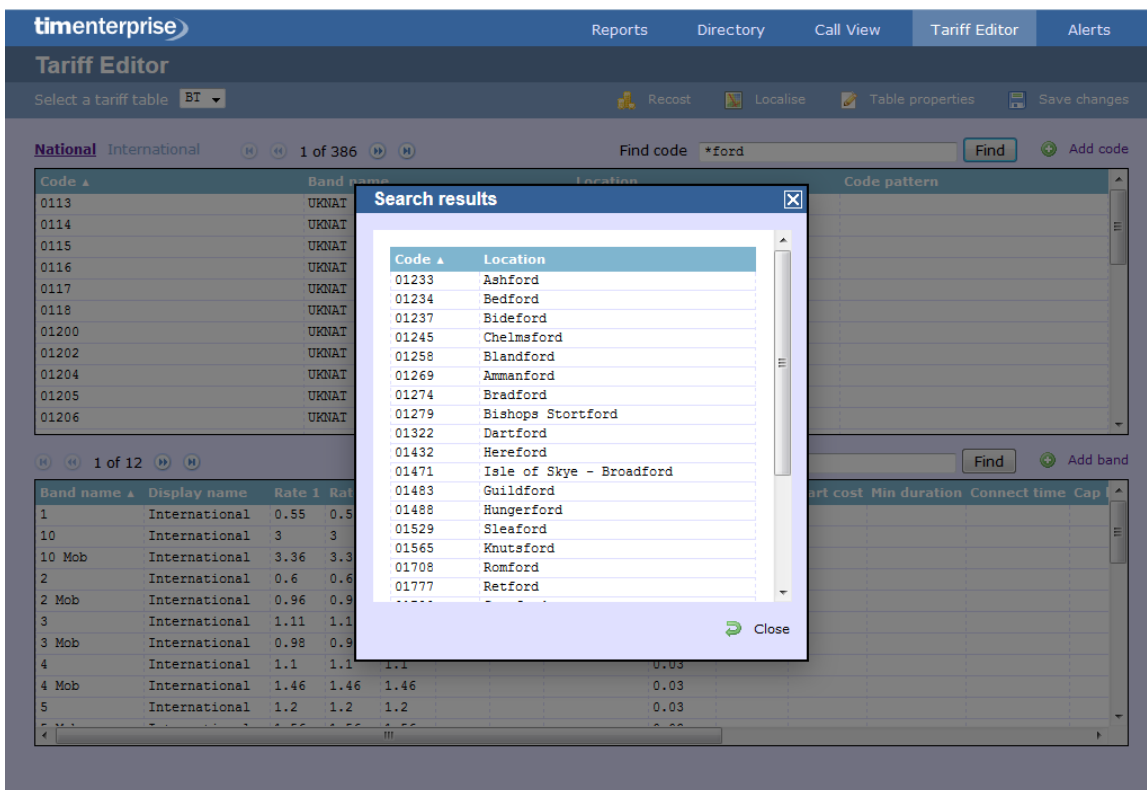 timenterprise
Reports Directory Call View Tariff Editor Alerts
Tariff Editor
Select a tariff table BT Recost Localise Table properties Save changes
National International 1 of 386 Find code *ford Find Add code
Code Band name Location Code pattern
0113 UKNAT
0114 UKNAT
0115 UKNAT
0116 UKNAT
0117 UKNAT
0118 UKNAT
01200 UKNAT
01202 UKNAT
01204 UKNAT
01205 UKNAT
01206 UKNAT
Search results
Code Location
01233 Ashford
01234 Bedford
01237 Bideford
01245 Chelmsford
01258 Blandford
01269 Ammanford
01274 Bradford
01279 Bishops Stortford
01322 Dartford
01432 Hereford
01471 Isle of Skye - Broadford
01483 Guildford
01488 Hungerford
01529 Sleaford
01565 Knutsford
01708 Romford
01777 Retford
Close
1 of 12 Find Add band
Band name Display name Rate 1 cost Min duration Connect time Cap
1 International 0.55
10 International 3 3
10 Mob International 3.36
2 International 0.6
2 Mob International 0.96
3 International 1.11
3 Mob International 0.98
4 International 1.1 1.1 1.1 0.03
4 Mob International 1.46 1.46 1.46 0.03
5 International 1.2 1.2 1.2 0.03